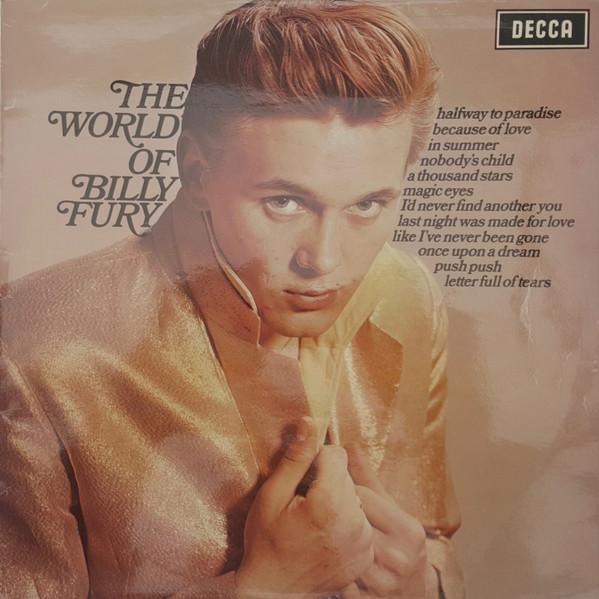 DECCA
THE
WORLD
OF
BILLY
FURY
halfway to paradise
because of love
in summer
nobody's child
a thousand stars
magic eyes
I'd never find another you
last night was made for love
like I've never been gone
once upon a dream
push push
letter full of tears